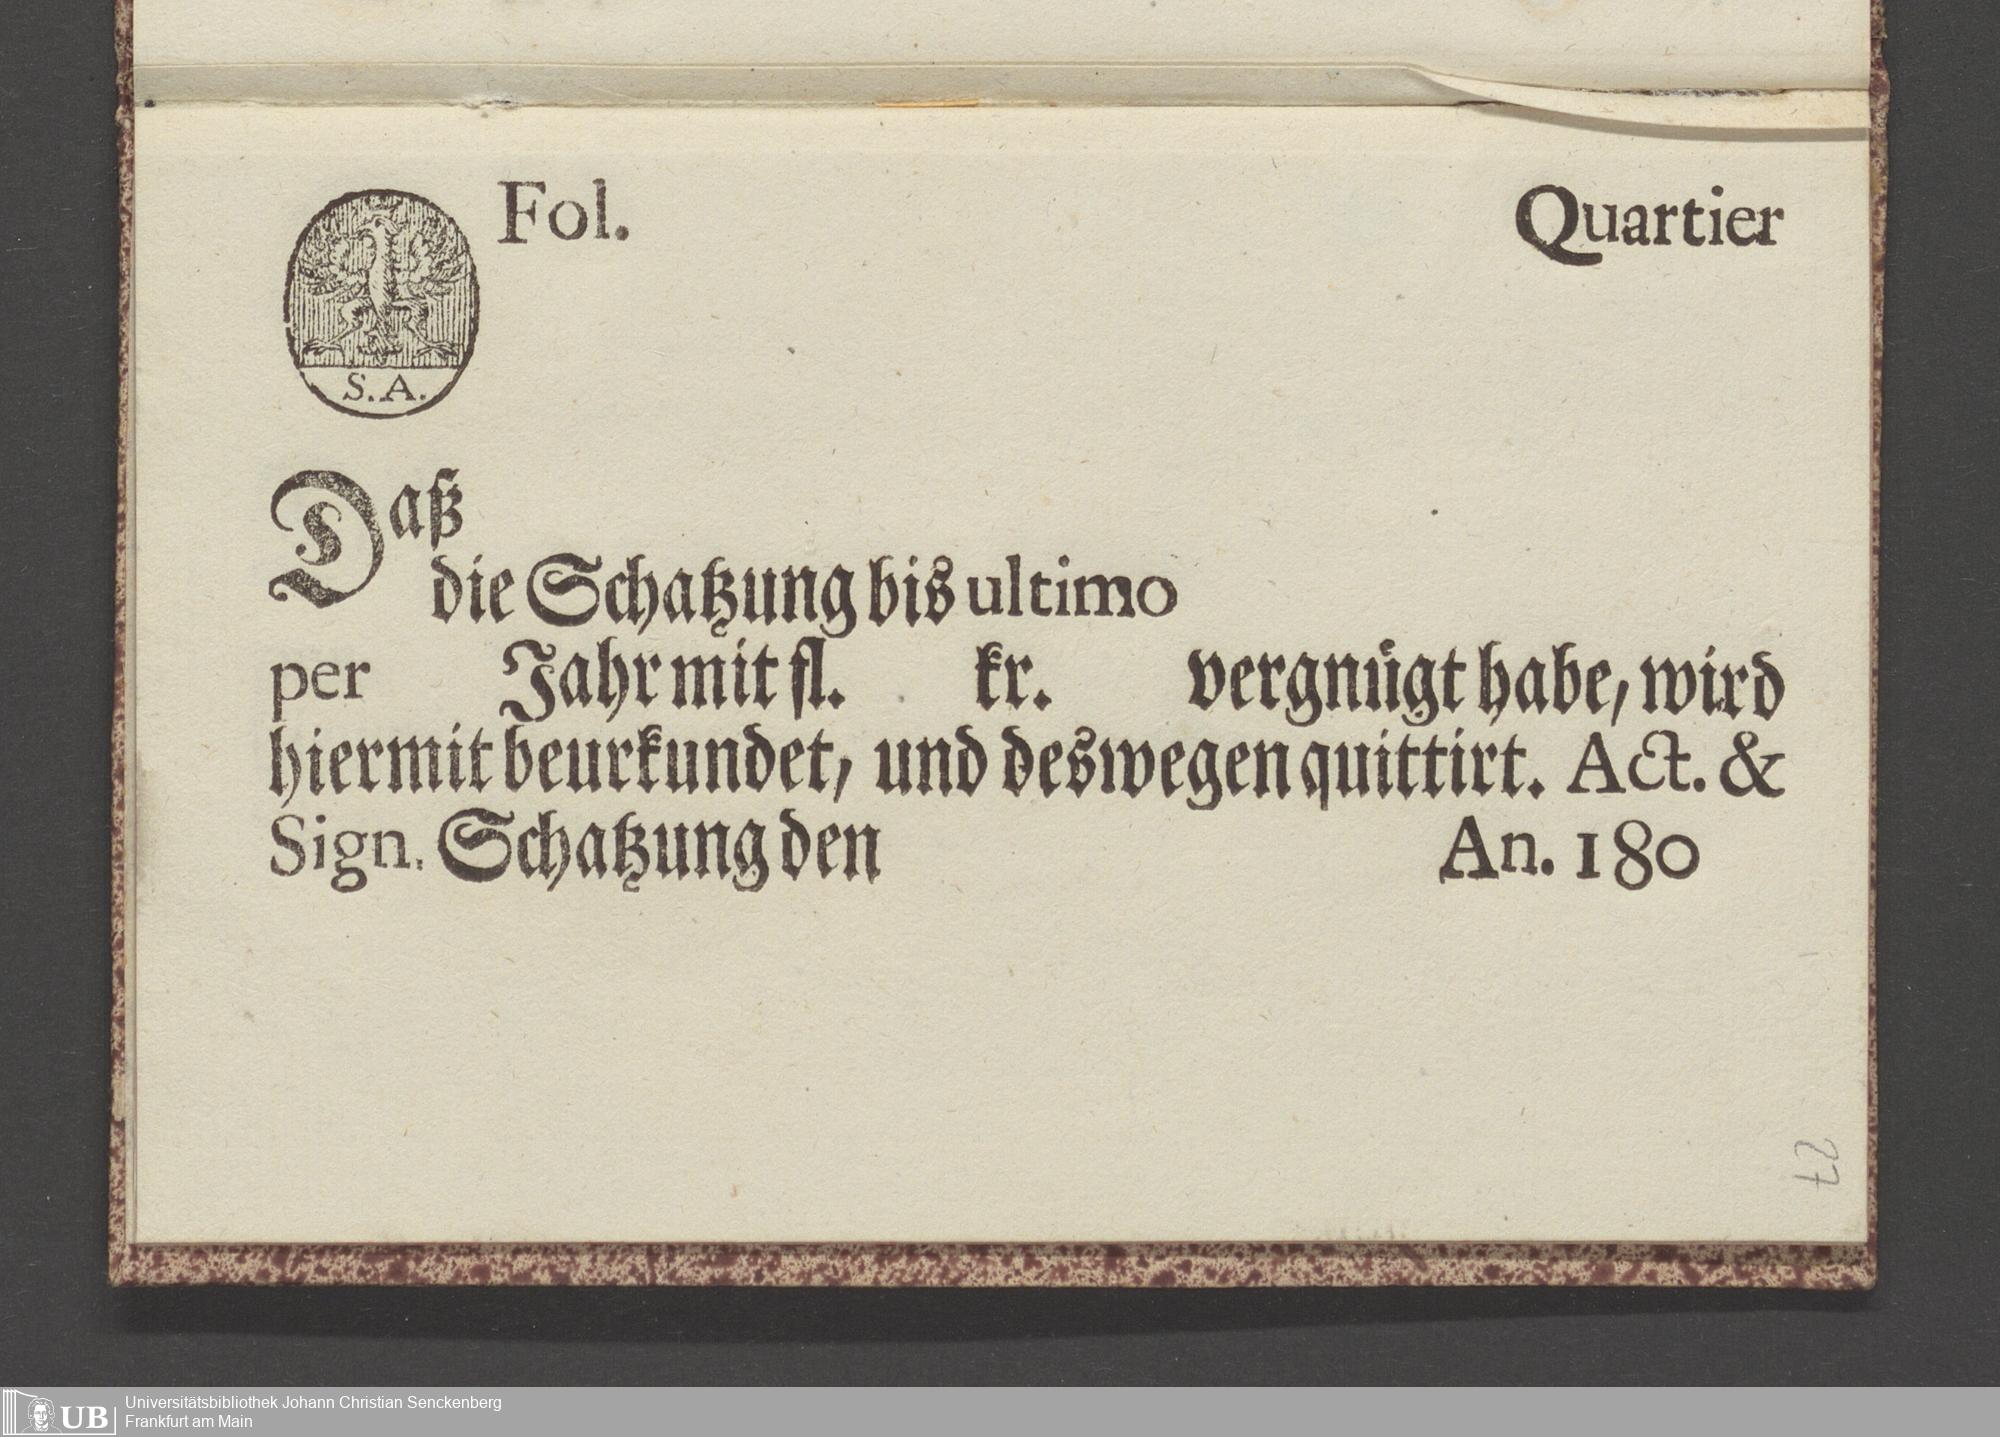 Fol. Quartier
S. A.
Daß
die Schatzung bis ultimo
per Jahr mit fl. kr. vergnügt habe, wird
hiermit beurkundet, und deswegen quittirt. Act. &
Sign. Schatzung den An. 180
27
UB Universitätsbibliothek Johann Christian Senckenberg
Frankfurt am Main